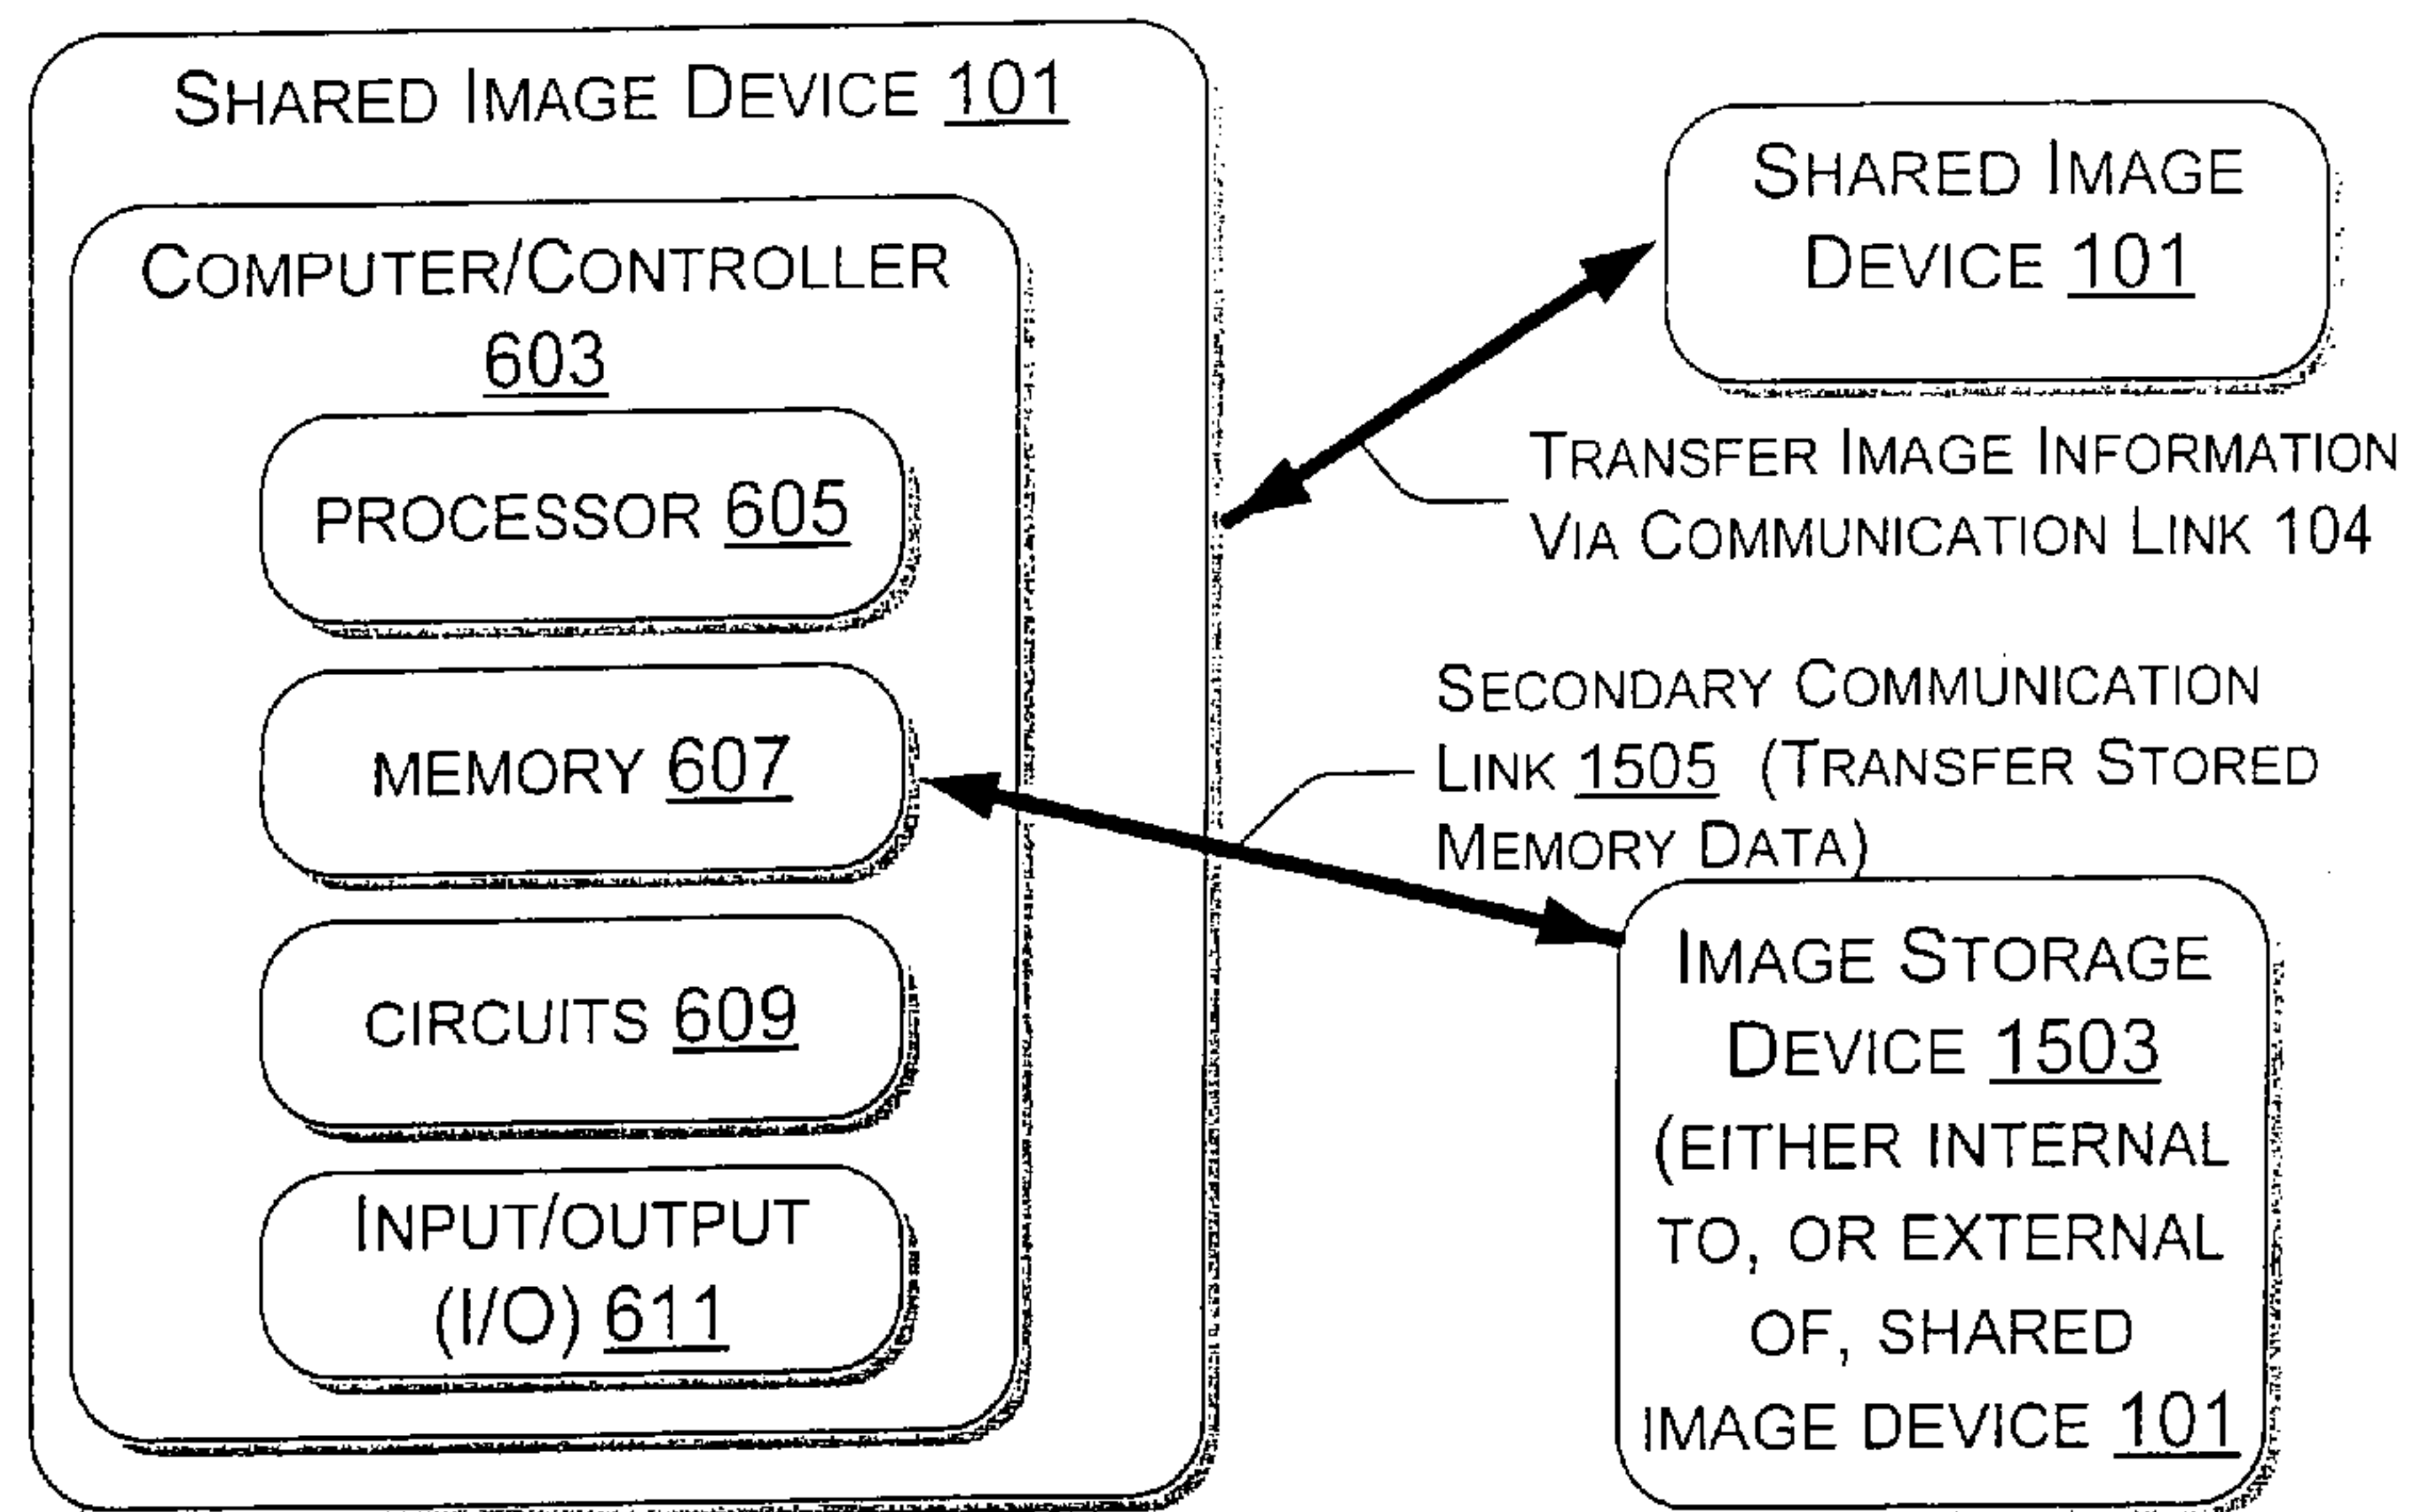 SHARED IMAGE DEVICE 101
COMPUTER/CONTROLLER
603
PROCESSOR 605
MEMORY 607
CIRCUITS 609
INPUT/OUTPUT
(I/O) 611
SHARED IMAGE
DEVICE 101
TRANSFER IMAGE INFORMATION
VIA COMMUNICATION LINK 104
SECONDARY COMMUNICATION
LINK 1505 (TRANSFER STORED
MEMORY DATA)
IMAGE STORAGE
DEVICE 1503
(EITHER INTERNAL
TO, OR EXTERNAL
OF, SHARED
IMAGE DEVICE 101